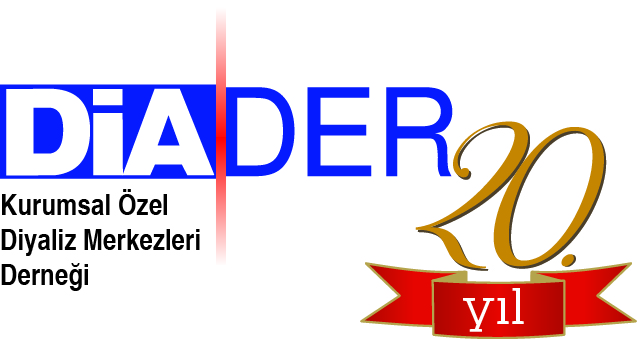 DiADER
Kurumsal Özel
Diyaliz Merkezleri
Derneği
20.
yıl